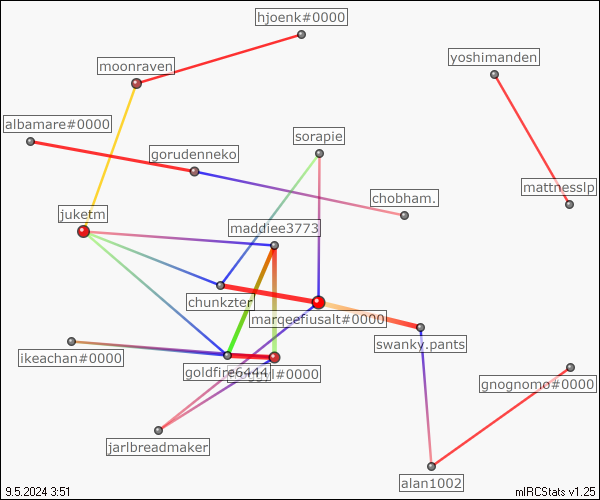 hjoenk#0000
yoshimanden
moonraven
albamare#0000
sorapie
gorudenneko
mattnesslp
chobham.
juketm
maddiee3773
chunkzter
margeefiusalt#0000
swanky.pants
ikeachan#0000
goldfire6444
#0000
gnognomo#0000
jarlbreadmaker
alan1002
9.5.2024 3:51
mIRCStats v1.25